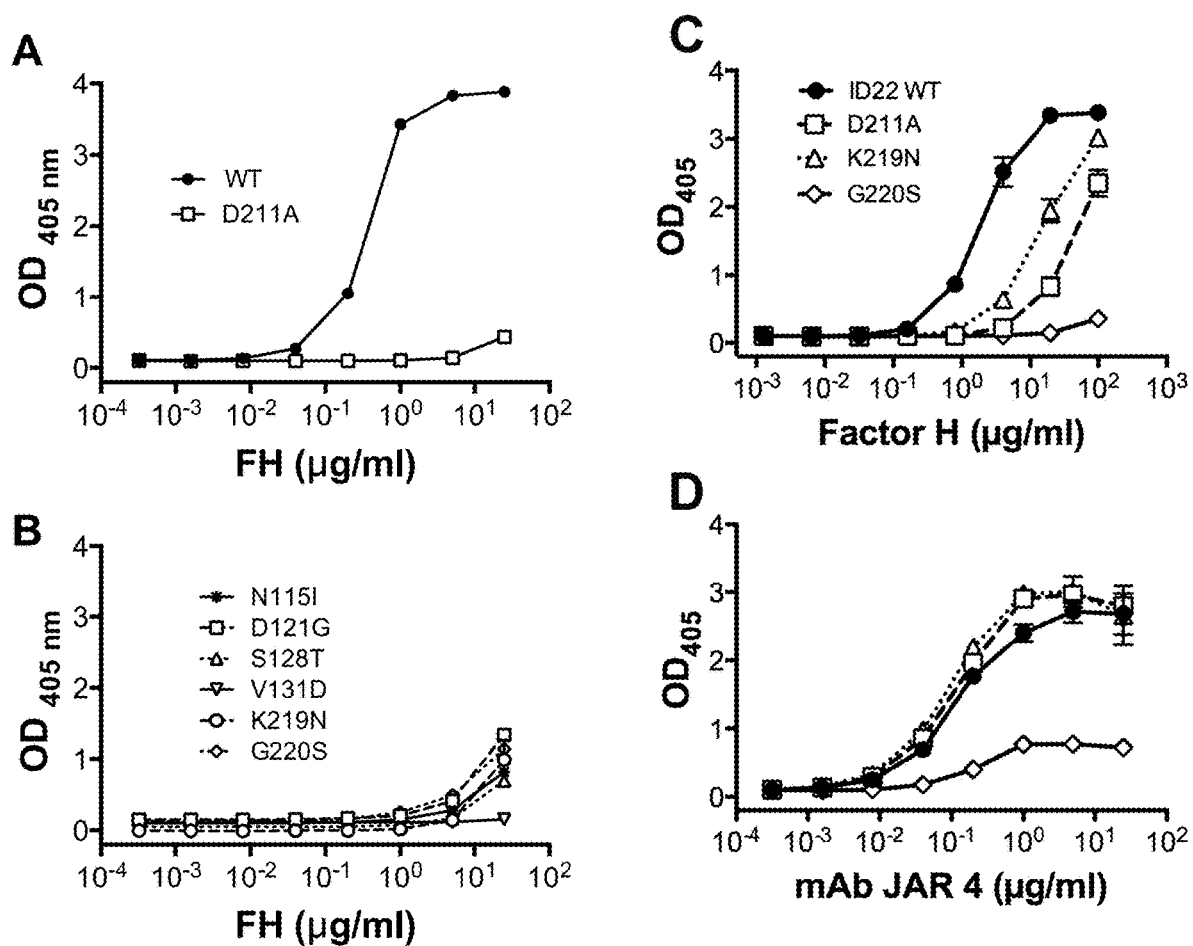 A
4
3
2
1
0
OD 405 nm
WT
D211A
10-4 10-3 10-2 10-1 100 101 102
FH (µg/ml)
B
4
3
2
1
0
OD 405 nm
N115I
D121G
S128T
V131D
K219N
G220S
10-4 10-3 10-2 10-1 100 101 102
FH (µg/ml)
C
4
3
2
1
0
OD405
ID22 WT
D211A
K219N
G220S
10-3 10-2 10-1 100 101 102 103
Factor H (µg/ml)
D
4
3
2
1
0
OD405
10-4 10-3 10-2 10-1 100 101 102
mAb JAR 4 (µg/ml)